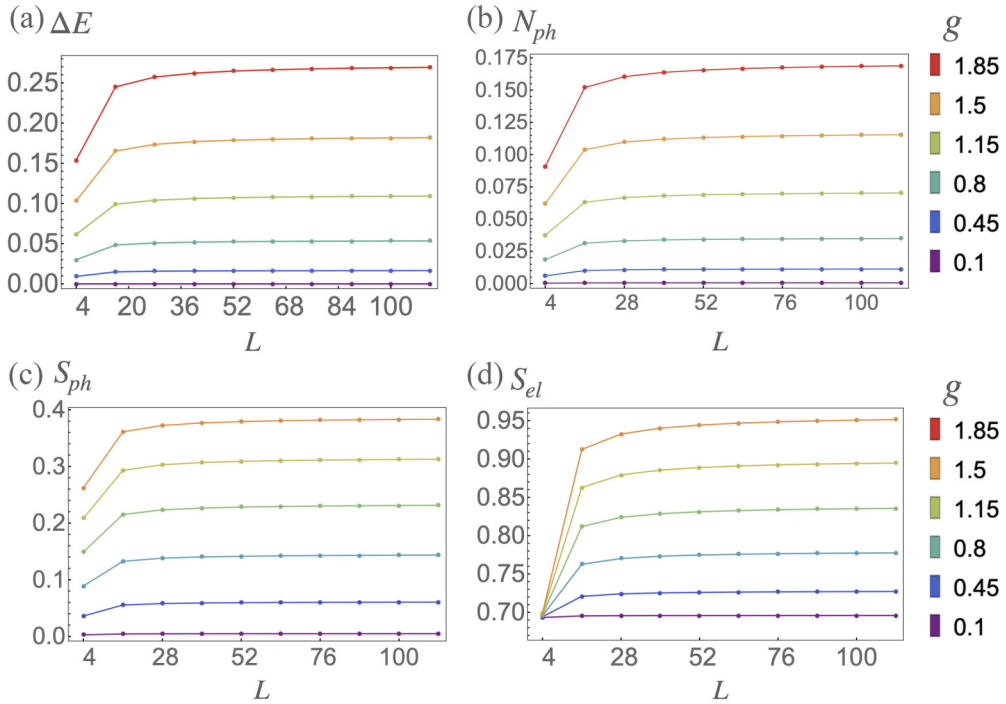 (a) ΔE
0.25
0.20
0.15
0.10
0.05
0.00
4 20 36 52 68 84 100
L
(b) N_ph
0.175
0.150
0.125
0.100
0.075
0.050
0.025
0.000
4 28 52 76 100
L
g
1.85
1.5
1.15
0.8
0.45
0.1
(c) S_ph
0.4
0.3
0.2
0.1
0.0
4 28 52 76 100
L
(d) S_el
0.95
0.90
0.85
0.80
0.75
0.70
4 28 52 76 100
L
g
1.85
1.5
1.15
0.8
0.45
0.1